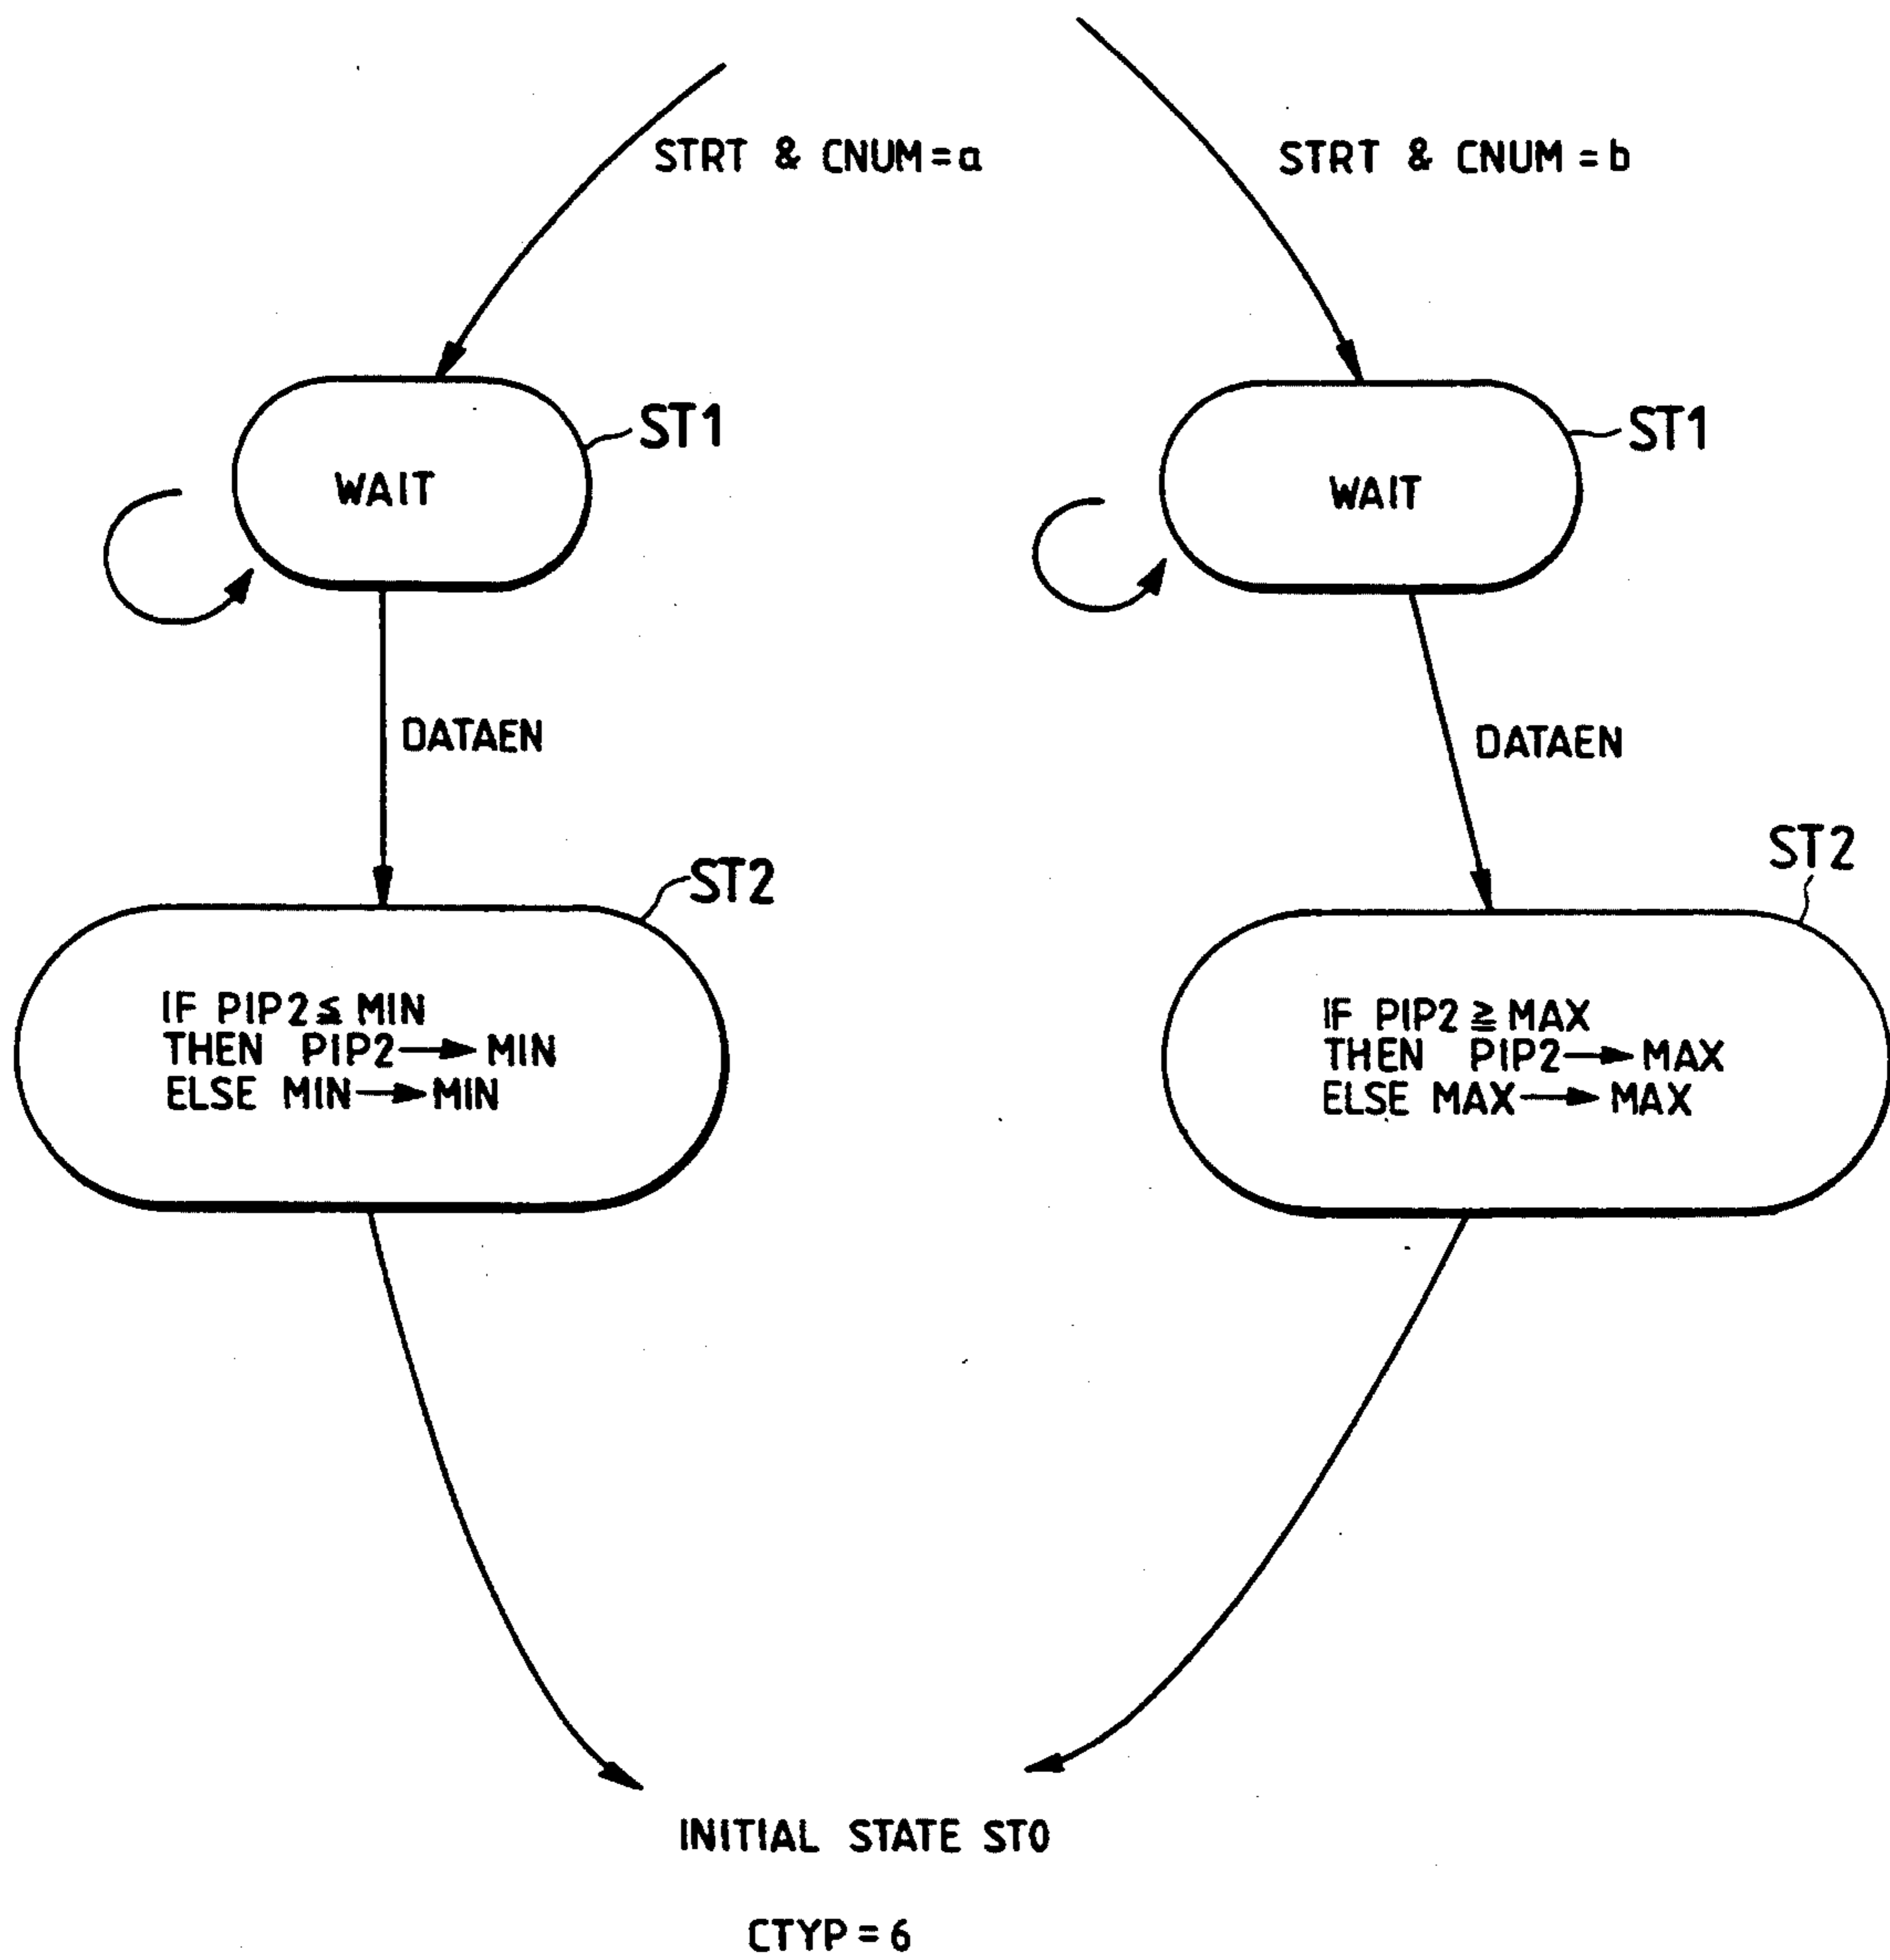 STRT & CNUM=a
STRT & CNUM=b
ST1
WAIT
ST1
WAIT
DATAEN
DATAEN
ST2
IF PIP2≦MIN
THEN PIP2→MIN
ELSE MIN→MIN
ST2
IF PIP2≧MAX
THEN PIP2→MAX
ELSE MAX→MAX
INITIAL STATE ST0
CTYP=6